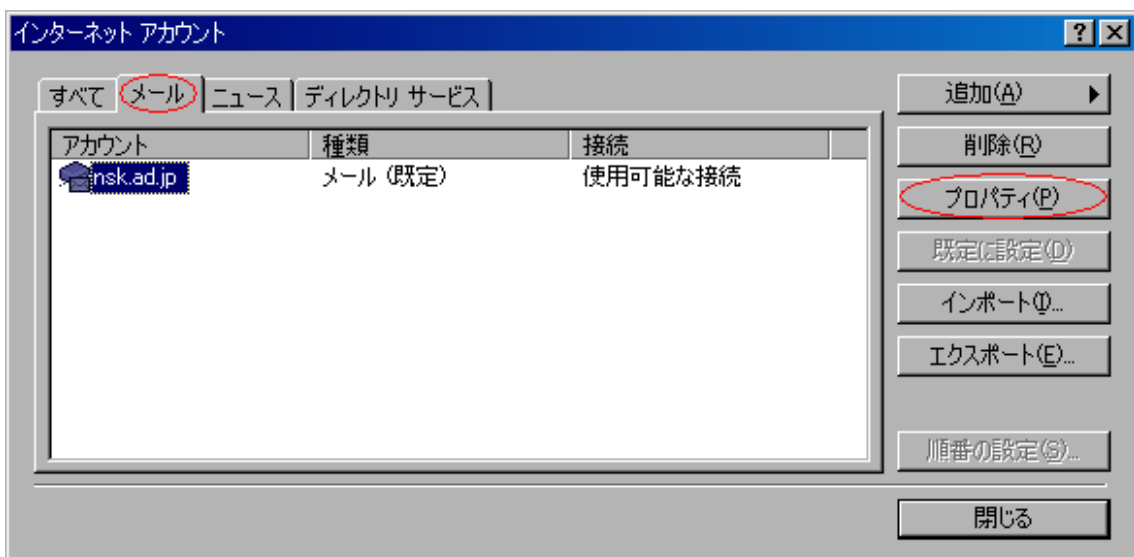 インターネット アカウント
すべて メール ニュース ディレクトリ サービス
アカウント 種類 接続
nsk.ad.jp メール (既定) 使用可能な接続
追加(A)
削除(R)
プロパティ(P)
既定に設定(D)
インポート(I)...
エクスポート(E)...
順番の設定(S)...
閉じる